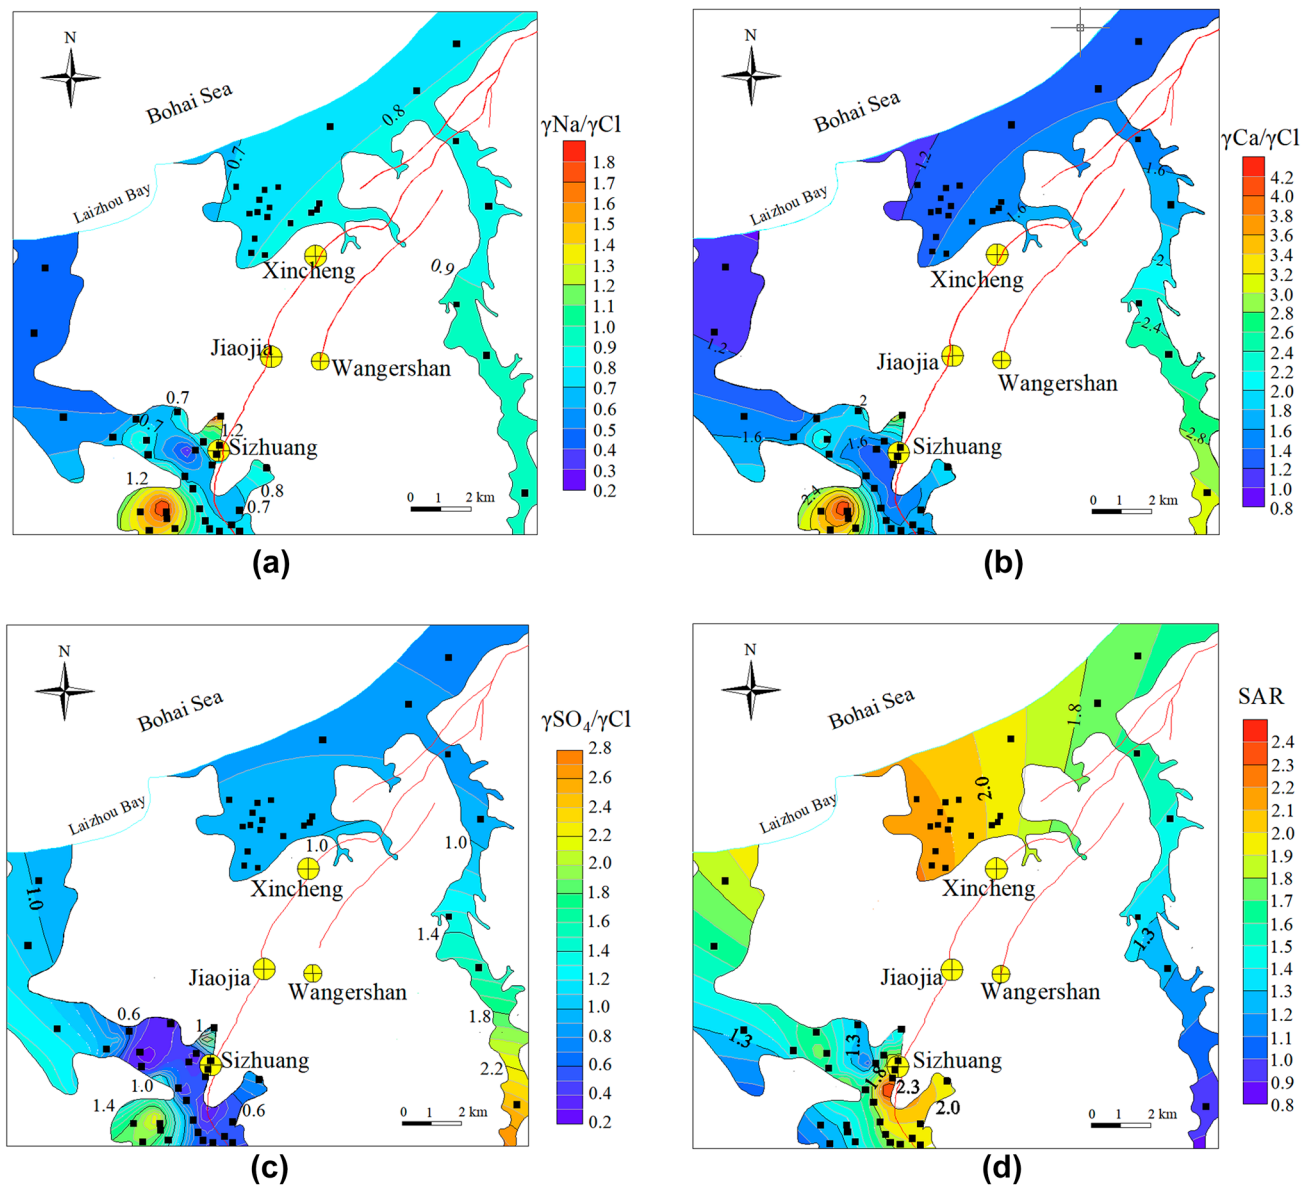 N
Bohai Sea
Laizhou Bay
0.7
0.8
0.9
Xincheng
Jiaojia
Wangershan
0.7
0.7
1.2
Sizhuang
1.2
0.8
0.7
0 1 2 km
γNa/γCl
1.8
1.7
1.6
1.5
1.4
1.3
1.2
1.1
1.0
0.9
0.8
0.7
0.6
0.5
0.4
0.3
0.2
(a)
N
Bohai Sea
Laizhou Bay
1.2
1.6
1.6
2
2.4
2.8
Xincheng
Jiaojia
Wangershan
1.2
1.6
2
1.6
Sizhuang
2.4
0 1 2 km
γCa/γCl
4.2
4.0
3.8
3.6
3.4
3.2
3.0
2.8
2.6
2.4
2.2
2.0
1.8
1.6
1.4
1.2
1.0
0.8
(b)
N
Bohai Sea
Laizhou Bay
1.0
1.0
1.0
1.4
1.8
2.2
Xincheng
Jiaojia
Wangershan
0.6
Sizhuang
1.0
1.4
0.6
0 1 2 km
γSO₄/γCl
2.8
2.6
2.4
2.2
2.0
1.8
1.6
1.4
1.2
1.0
0.8
0.6
0.4
0.2
(c)
N
Bohai Sea
Laizhou Bay
1.8
2.0
1.3
Xincheng
Jiaojia
Wangershan
1.3
1.3
Sizhuang
1.8
2.3
2.0
0 1 2 km
SAR
2.4
2.3
2.2
2.1
2.0
1.9
1.8
1.7
1.6
1.5
1.4
1.3
1.2
1.1
1.0
0.9
0.8
(d)